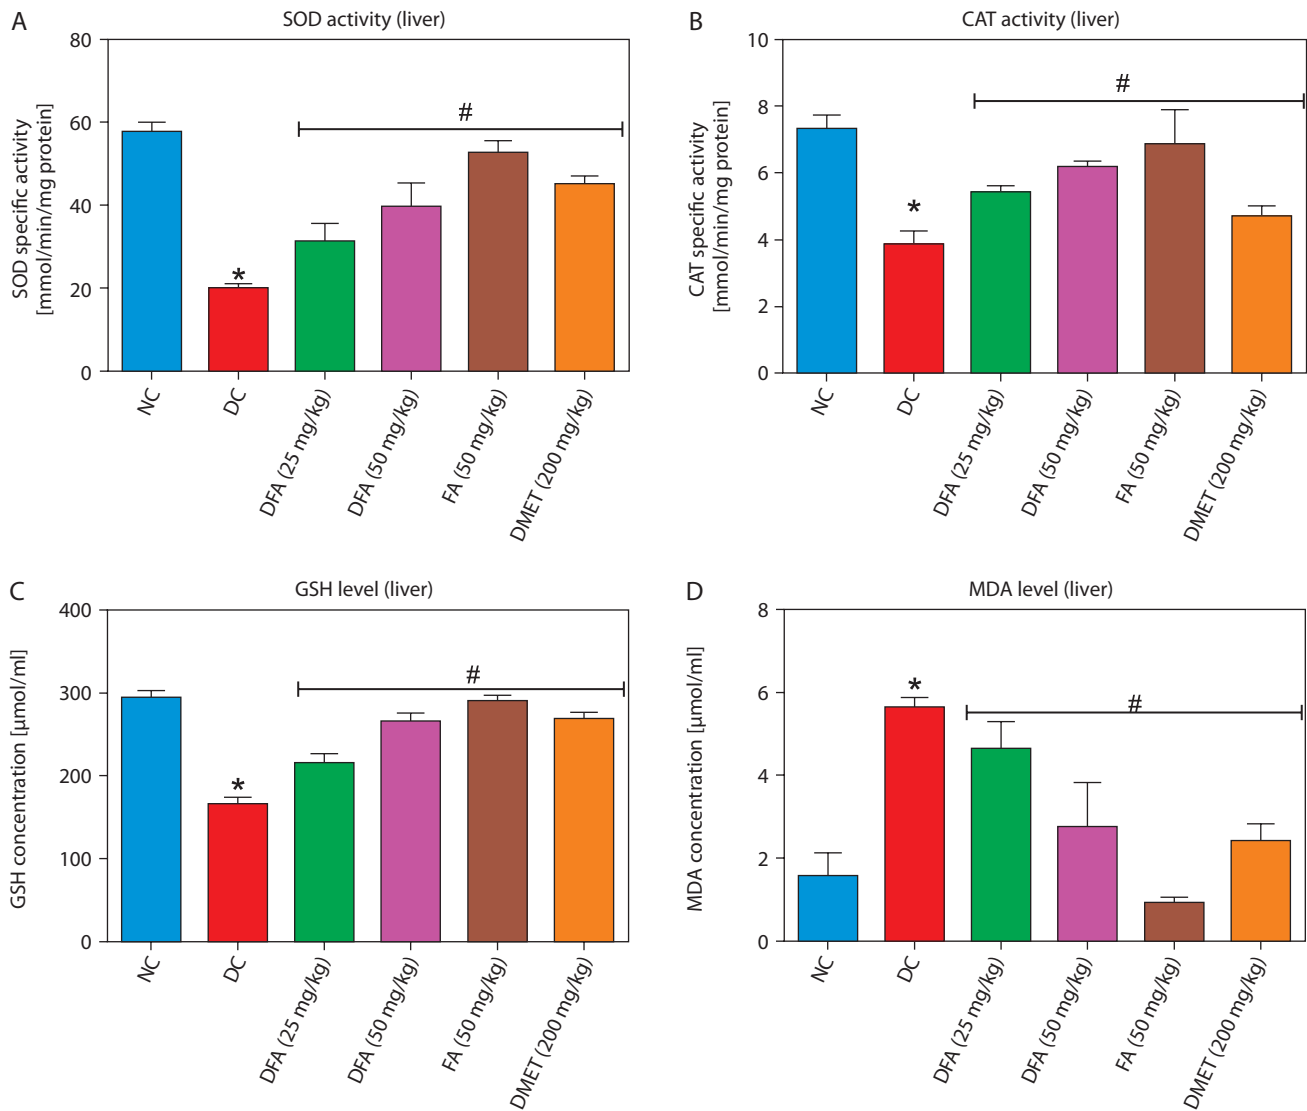 A
SOD activity (liver)
SOD specific activity
[mmol/min/mg protein]
80
60
40
20
0
*
#
NC
DC
DFA (25 mg/kg)
DFA (50 mg/kg)
FA (50 mg/kg)
DMET (200 mg/kg)
B
CAT activity (liver)
CAT specific activity
[mmol/min/mg protein]
10
8
6
4
2
0
*
#
NC
DC
DFA (25 mg/kg)
DFA (50 mg/kg)
FA (50 mg/kg)
DMET (200 mg/kg)
C
GSH level (liver)
GSH concentration [µmol/ml]
400
300
200
100
0
*
#
NC
DC
DFA (25 mg/kg)
DFA (50 mg/kg)
FA (50 mg/kg)
DMET (200 mg/kg)
D
MDA level (liver)
MDA concentration [µmol/ml]
8
6
4
2
0
*
#
NC
DC
DFA (25 mg/kg)
DFA (50 mg/kg)
FA (50 mg/kg)
DMET (200 mg/kg)